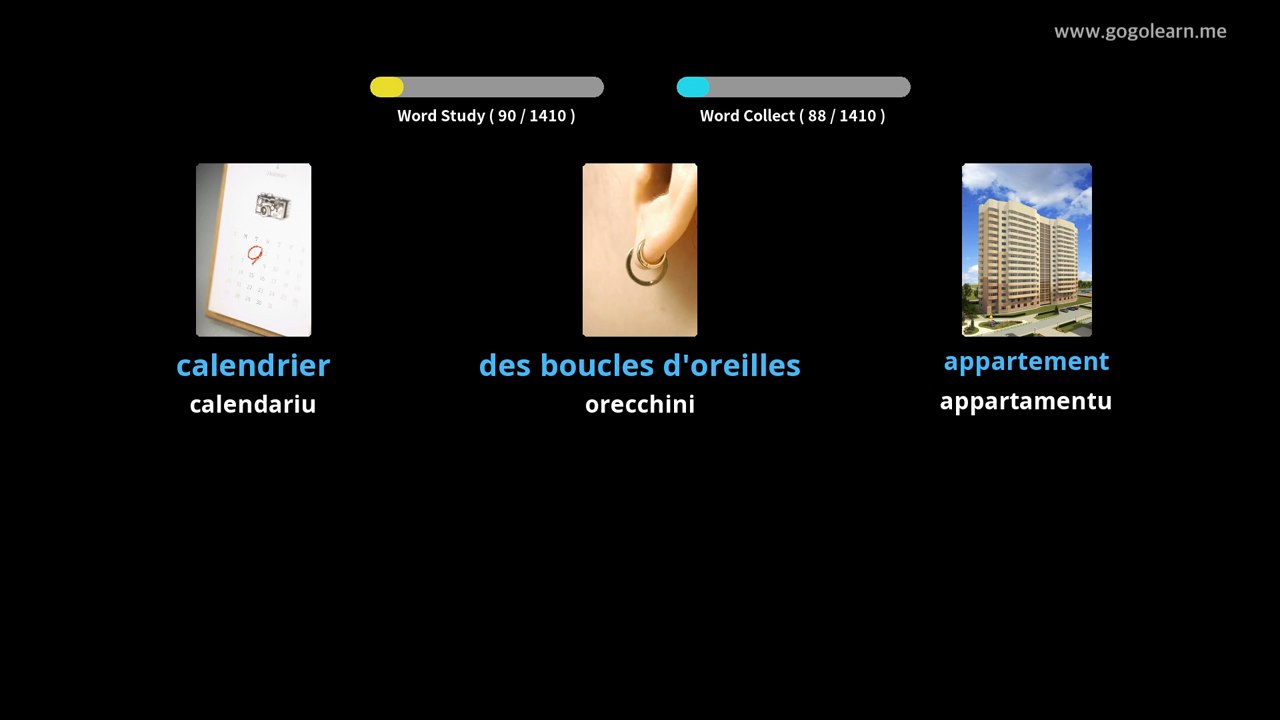 www.gogolearn.me
Word Study ( 90 / 1410 )
Word Collect ( 88 / 1410 )
calendrier
calendariu
des boucles d'oreilles
orecchini
appartement
appartamentu